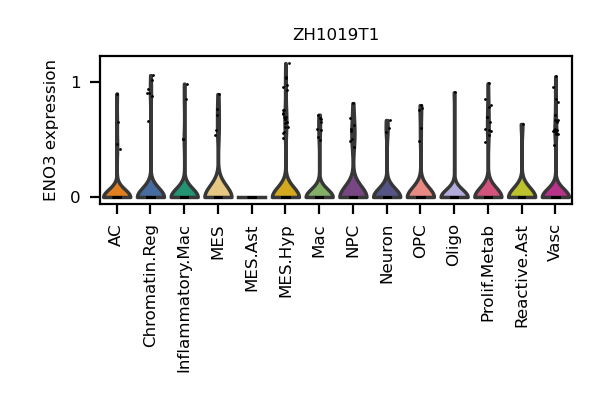 ZH1019T1
ENO3 expression
1
0
AC
Chromatin.Reg
Inflammatory.Mac
MES
MES.Ast
MES.Hyp
Mac
NPC
Neuron
OPC
Oligo
Prolif.Metab
Reactive.Ast
Vasc